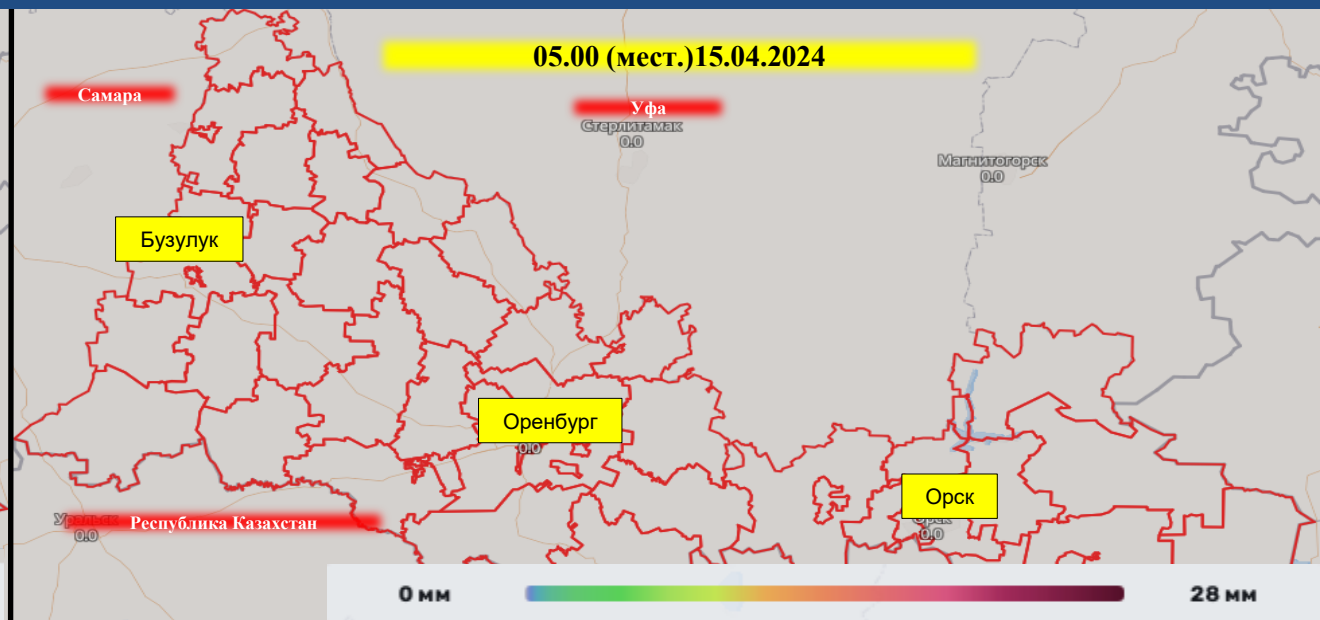 05.00 (мест.)15.04.2024
Самара
Уфа
Стерлитамак
0.0
Магнитогорск
0.0
Бузулук
Оренбург
0.0
Орск
Орск
0.0
Уральск
0.0
Республика Казахстан
0 мм
28 мм